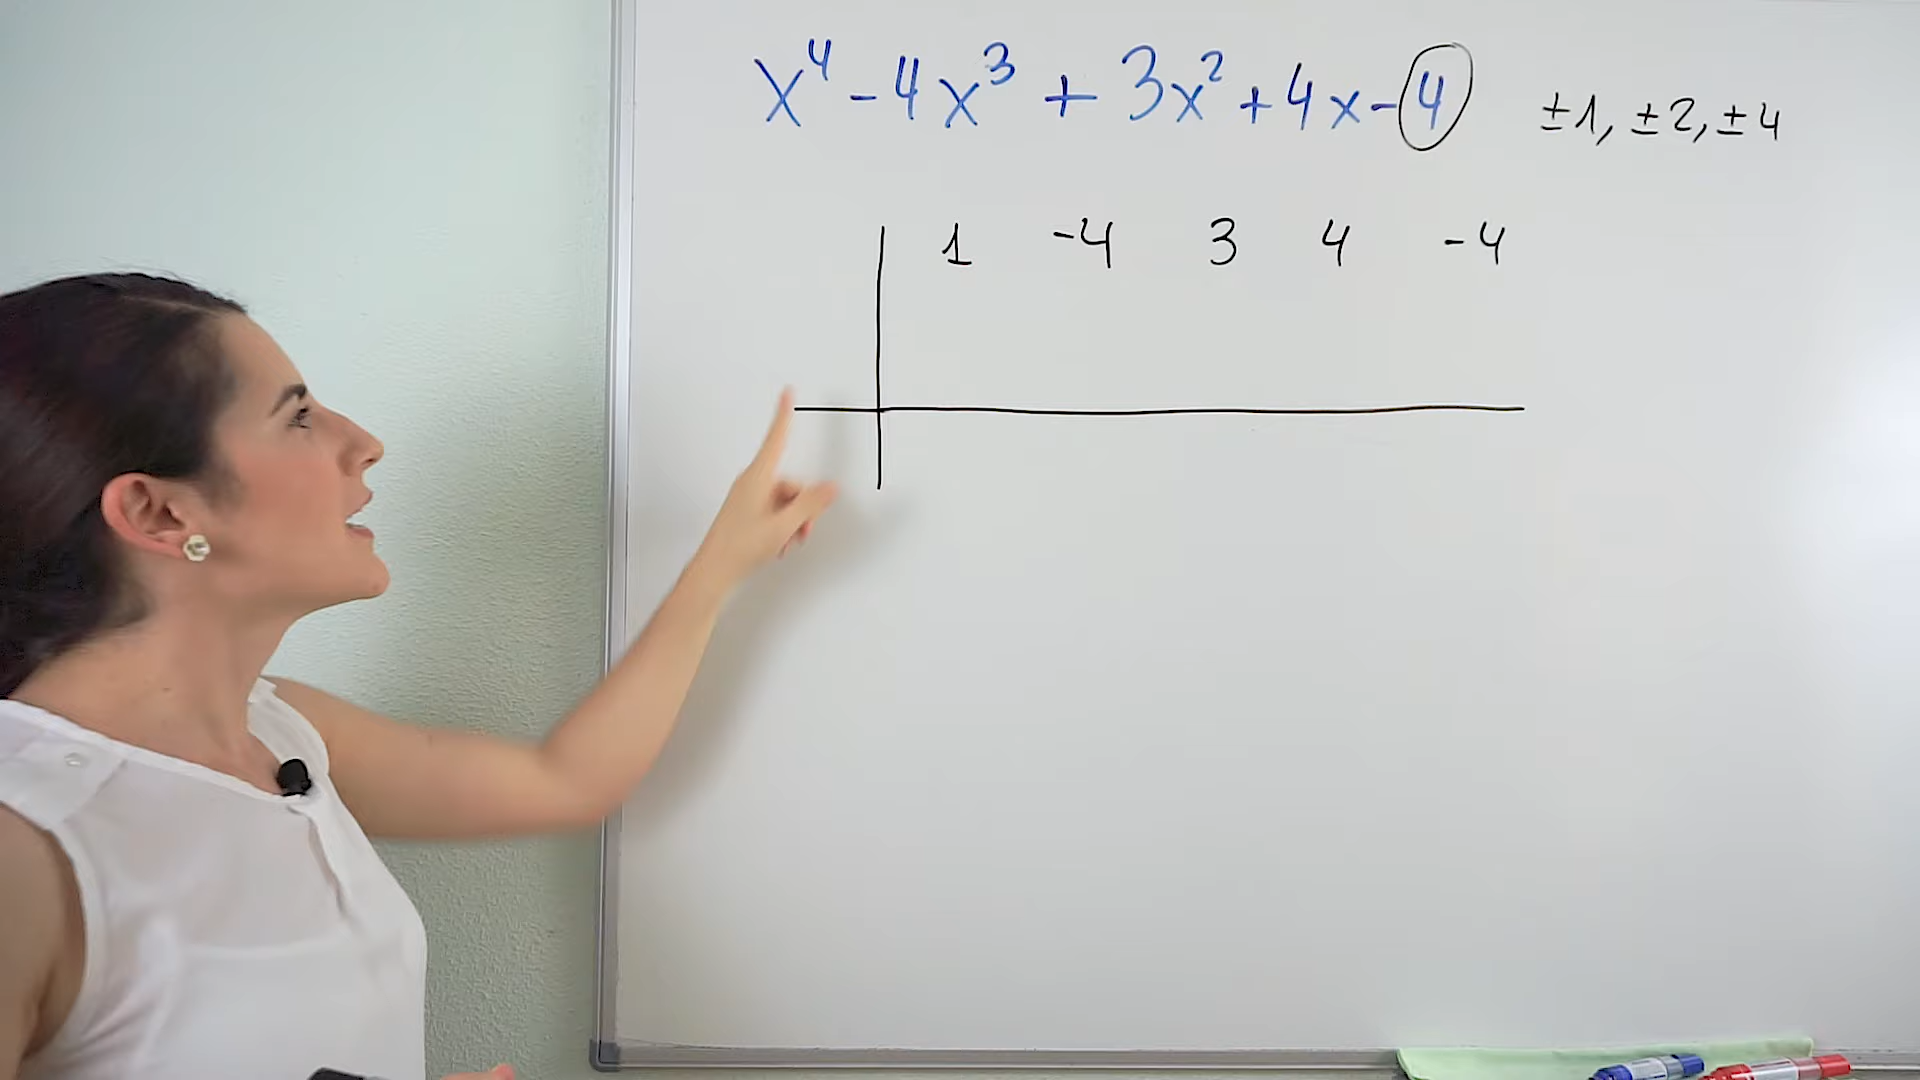 x⁴ - 4x³ + 3x² + 4x - 4 ±1, ±2, ±4
1 -4 3 4 -4